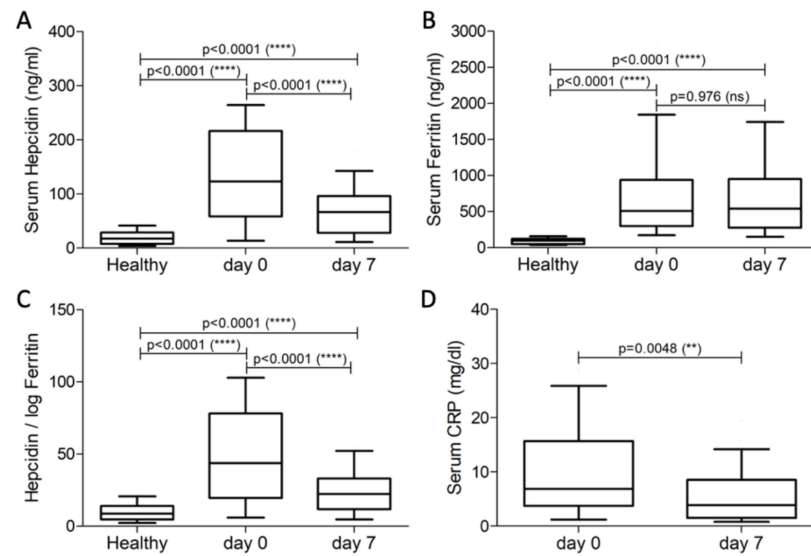 A
Serum Hepcidin (ng/ml)
400
300
200
100
0
p<0.0001 (****)
p<0.0001 (****)
p<0.0001 (****)
Healthy day 0 day 7
B
Serum Ferritin (ng/ml)
3000
2500
2000
1500
1000
500
0
p<0.0001 (****)
p<0.0001 (****)
p=0.976 (ns)
Healthy day 0 day 7
C
Hepcidin / log Ferritin
150
100
50
0
p<0.0001 (****)
p<0.0001 (****)
p<0.0001 (****)
Healthy day 0 day 7
D
Serum CRP (mg/dl)
40
30
20
10
0
p=0.0048 (**)
day 0 day 7